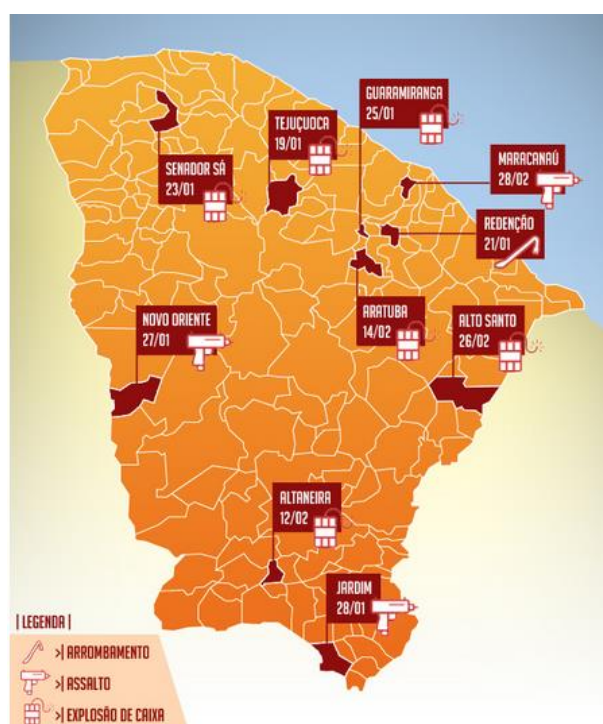 GUARAMIRANGA
25/01
TEJUÇUOCA
19/01
MARACANAÚ
28/02
SENADOR SÁ
23/01
REDENÇÃO
21/01
NOVO ORIENTE
27/01
ARATUBA
14/02
ALTO SANTO
26/02
ALTANEIRA
12/02
JARDIM
28/01
| LEGENDA |
>| ARROMBAMENTO
>| ASSALTO
>| EXPLOSÃO DE CAIXA